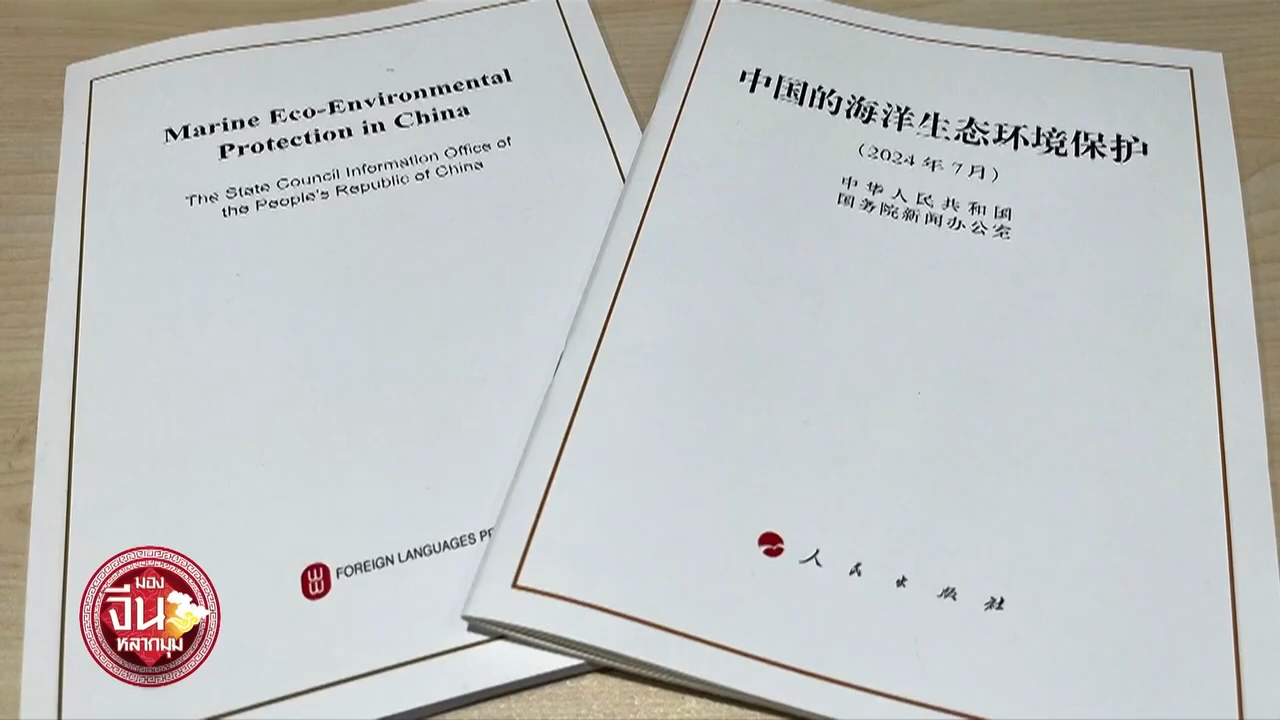 Marine Eco-Environmental
Protection in China
The State Council Information Office of
the People's Republic of China
FOREIGN LANGUAGES
中国的海洋生态环境保护
（2024年7月）
中华人民共和国
国务院新闻办公室
人民出版社
มอง
จีน
หลากมุม